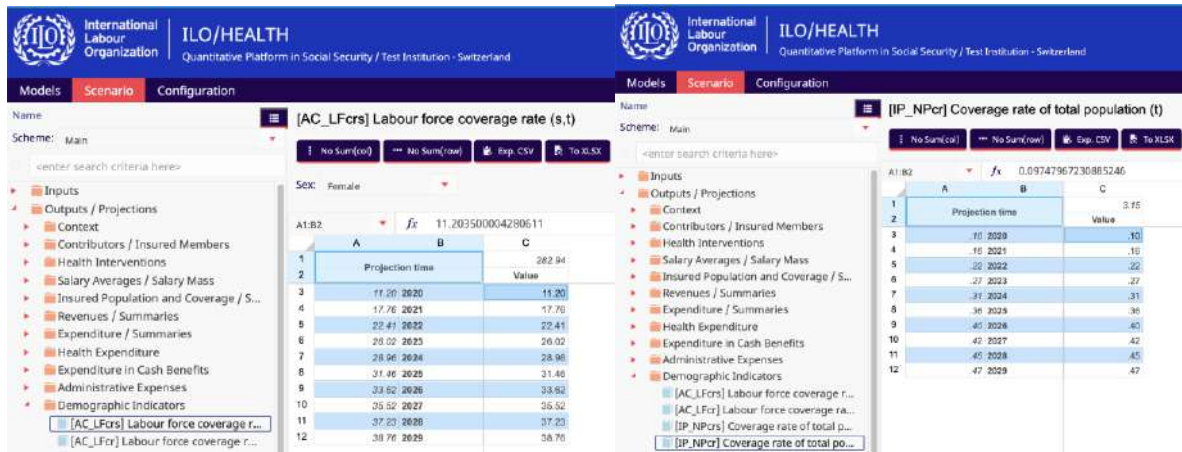 International
Labour
Organization
ILO/HEALTH
Quantitative Platform in Social Security / Test Institution - Switzerland
Models Scenario Configuration
Name
Scheme: Main
<enter search criteria here>
Inputs
Outputs / Projections
Context
Contributors / Insured Members
Health Interventions
Salary Averages / Salary Mass
Insured Population and Coverage / S...
Revenues / Summaries
Expenditure / Summaries
Health Expenditure
Expenditure in Cash Benefits
Administrative Expenses
Demographic Indicators
[AC_LFcrs] Labour force coverage r...
[AC_LFcr] Labour force coverage r...
[AC_LFcrs] Labour force coverage rate (s,t)
No Sum(col) No Sum(row) Exp. CSV To XLSX
Sex: Female
A1:B2 fx 11.203500004280611
A B C
1 Projection time 282.94
2 Value
3 11.20 2020 11.20
4 17.76 2021 17.76
5 22.41 2022 22.41
6 26.02 2023 26.02
7 28.96 2024 28.96
8 31.46 2025 31.46
9 33.62 2026 33.62
10 35.52 2027 35.52
11 37.23 2028 37.23
12 38.76 2029 38.76
International
Labour
Organization
ILO/HEALTH
Quantitative Platform in Social Security / Test Institution - Switzerland
Models Scenario Configuration
Name
Scheme: Main
<enter search criteria here>
Inputs
Outputs / Projections
Context
Contributors / Insured Members
Health Interventions
Salary Averages / Salary Mass
Insured Population and Coverage / S...
Revenues / Summaries
Expenditure / Summaries
Health Expenditure
Expenditure in Cash Benefits
Administrative Expenses
Demographic Indicators
[AC_LFcrs] Labour force coverage r...
[AC_LFcr] Labour force coverage ra...
[IP_NPcrs] Coverage rate of total p...
[IP_NPcr] Coverage rate of total po...
[IP_NPcr] Coverage rate of total population (t)
No Sum(col) No Sum(row) Exp. CSV To XLSX
A1:B2 fx 0.09747967230885246
A B C
1 Projection time 3.15
2 Value
3 2020 .10
4 .16 2021 .16
5 .22 2022 .22
6 .27 2023 .27
7 .31 2024 .31
8 .36 2025 .36
9 .40 2026 .40
10 .42 2027 .42
11 .45 2028 .45
12 .47 2029 .47